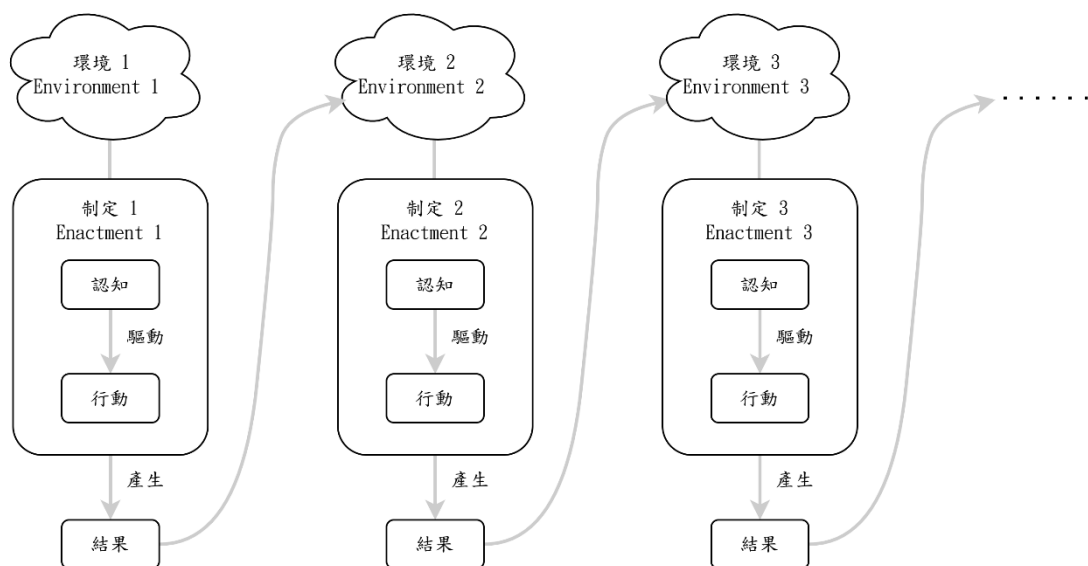 環境 1
Environment 1
制定 1
Enactment 1
認知
驅動
行動
產生
結果
環境 2
Environment 2
制定 2
Enactment 2
認知
驅動
行動
產生
結果
環境 3
Environment 3
制定 3
Enactment 3
認知
驅動
行動
產生
結果
......